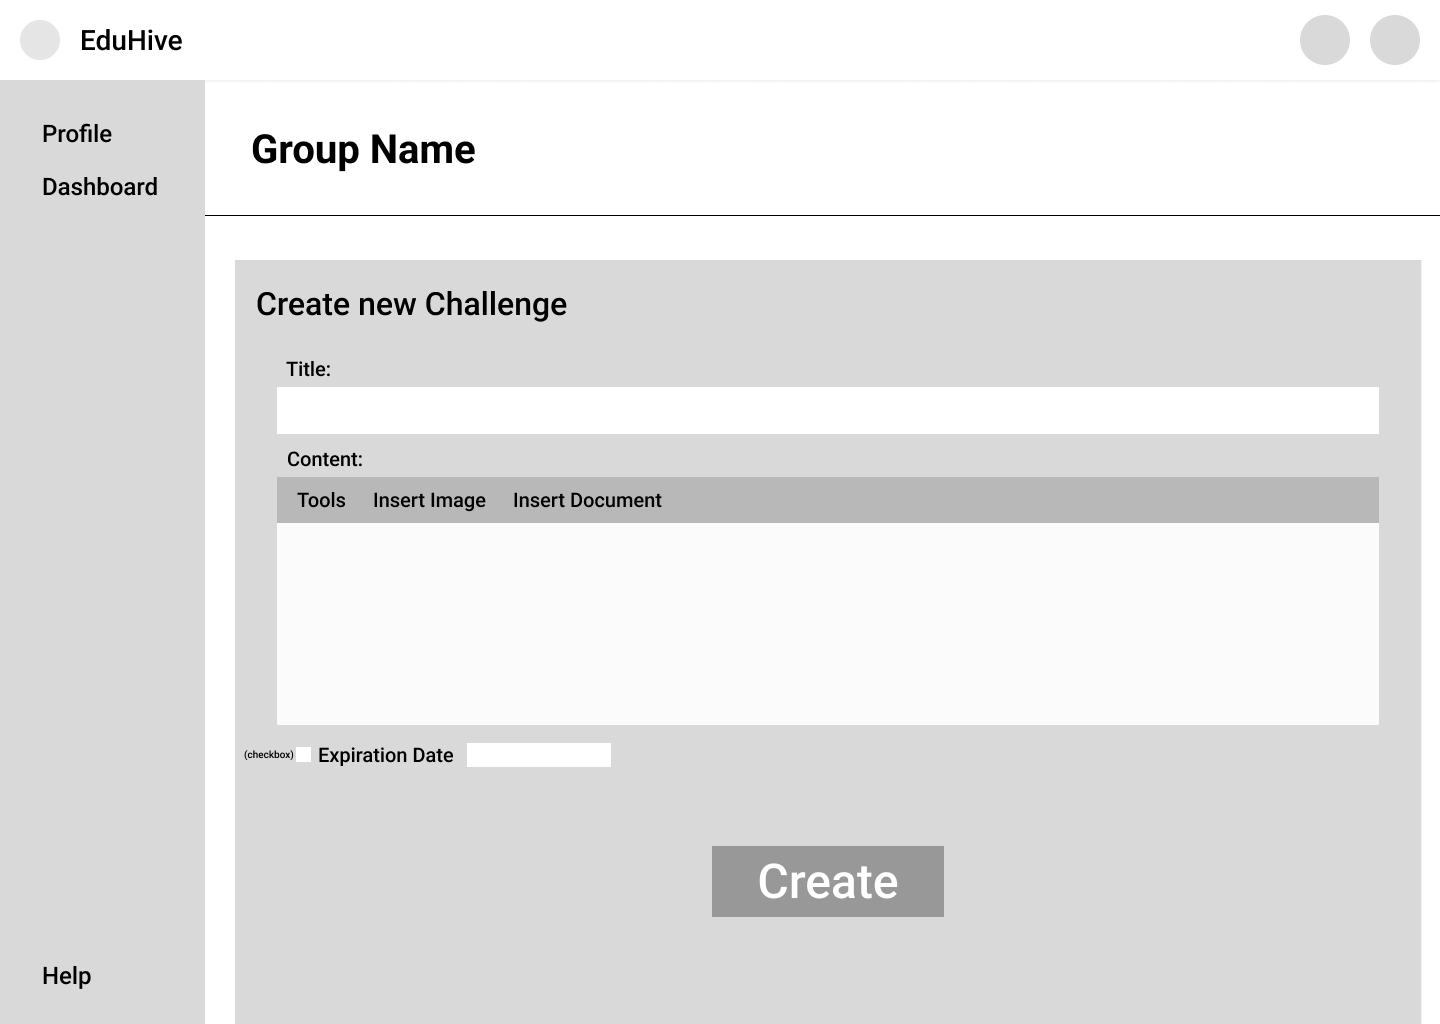 EduHive
Profile
Dashboard
Help
Group Name
Create new Challenge
Title:
Content:
Tools Insert Image Insert Document
(checkbox) Expiration Date
Create